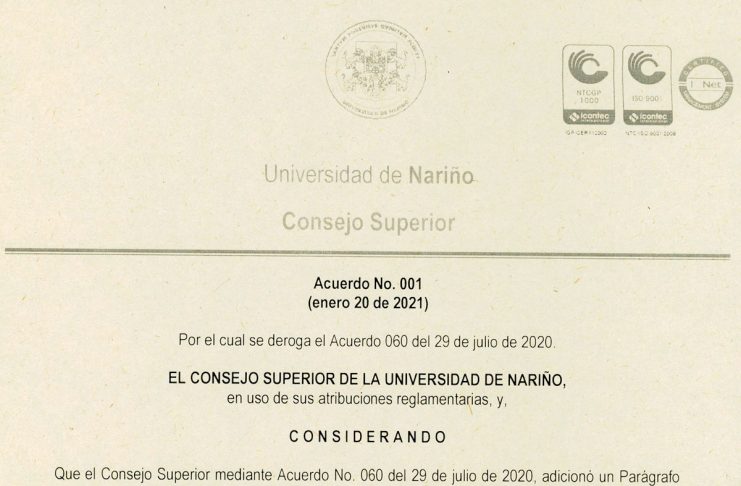 NTCGP
1000
icontec
ISO 9001
icontec
Net
Universidad de Nariño
Consejo Superior
Acuerdo No. 001
(enero 20 de 2021)
Por el cual se deroga el Acuerdo 060 del 29 de julio de 2020.
EL CONSEJO SUPERIOR DE LA UNIVERSIDAD DE NARIÑO,
en uso de sus atribuciones reglamentarias, y,
CONSIDERANDO
Que el Consejo Superior mediante Acuerdo No. 060 del 29 de julio de 2020, adicionó un Parágrafo